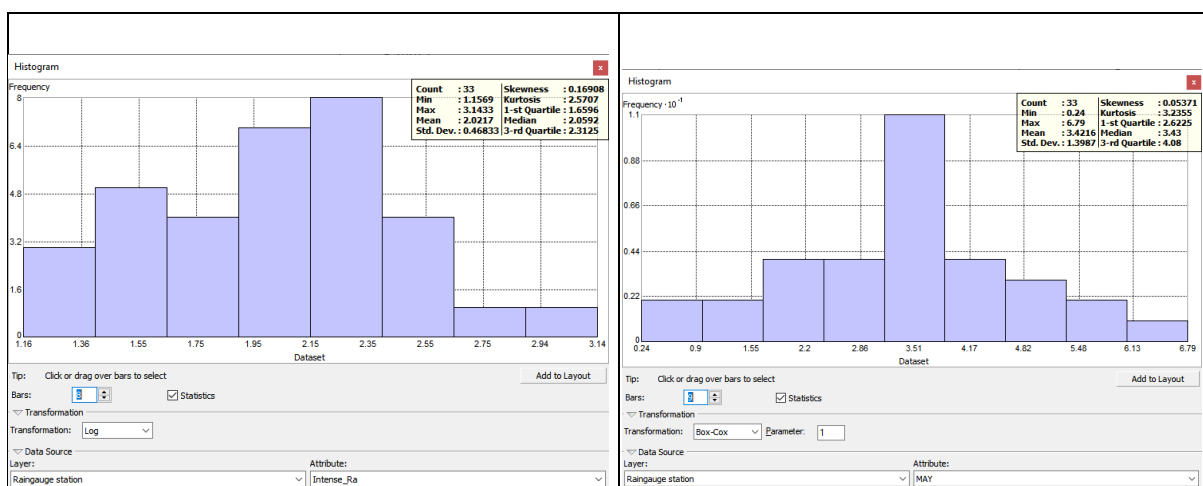 Histogram
x
Frequency
Count : 33 Skewness : 0.16908
Min : 1.1569 Kurtosis : 2.5707
Max : 3.1433 1-st Quartile : 1.6596
Mean : 2.0217 Median : 2.0592
Std. Dev. : 0.46833 3-rd Quartile : 2.3125
8
6.4
4.8
3.2
1.6
0
1.16 1.36 1.55 1.75 1.95 2.15 2.35 2.55 2.75 2.94 3.14
Dataset
Tip: Click or drag over bars to select
Add to Layout
Bars: 8 Statistics
Transformation
Transformation: Log
Data Source
Layer: Attribute:
Raingauge station Intense_Ra
Histogram
x
Frequency · 10⁻¹
Count : 33 Skewness : 0.05371
Min : 0.24 Kurtosis : 3.2355
Max : 6.79 1-st Quartile : 2.6225
Mean : 3.4216 Median : 3.43
Std. Dev. : 1.3987 3-rd Quartile : 4.08
1.1
0.88
0.66
0.44
0.22
0
0.24 0.9 1.55 2.2 2.86 3.51 4.17 4.82 5.48 6.13 6.79
Dataset
Tip: Click or drag over bars to select
Add to Layout
Bars: 9 Statistics
Transformation
Transformation: Box-Cox Parameter: 1
Data Source
Layer: Attribute:
Raingauge station MAY